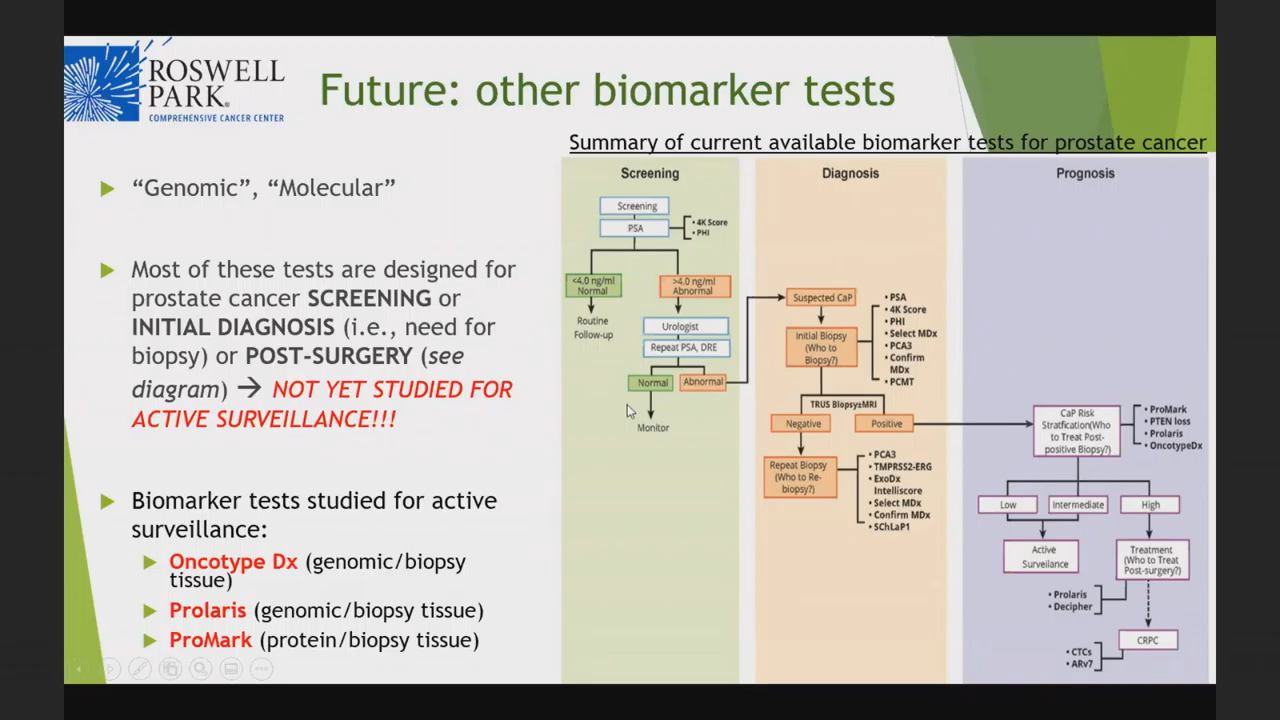 ROSWELL
PARK®
COMPREHENSIVE CANCER CENTER
Future: other biomarker tests
Summary of current available biomarker tests for prostate cancer
"Genomic", "Molecular"
Most of these tests are designed for
prostate cancer SCREENING or
INITIAL DIAGNOSIS (i.e., need for
biopsy) or POST-SURGERY (see
diagram) → NOT YET STUDIED FOR
ACTIVE SURVEILLANCE!!!
Biomarker tests studied for active
surveillance:
Oncotype Dx (genomic/biopsy
tissue)
Prolaris (genomic/biopsy tissue)
ProMark (protein/biopsy tissue)
Screening
Screening
PSA
• 4K Score
• PHI
<4.0 ng/ml
Normal
>4.0 ng/ml
Abnormal
Routine
Follow-up
Urologist
Repeat PSA, DRE
Normal
Abnormal
Monitor
Diagnosis
Suspected CaP
Initial Biopsy
(Who to
Biopsy?)
• PSA
• 4K Score
• PHI
• Select MDx
• PCA3
• Confirm
MDx
• PCMT
TRUS Biopsy±MRI
Negative
Positive
Repeat Biopsy
(Who to Re-
biopsy?)
• PCA3
• TMPRSS2-ERG
• ExoDx
Intelliscore
• Select MDx
• Confirm MDx
• SChLaP1
Prognosis
CaP Risk
Stratfication(Who
to Treat Post-
positive Biopsy?)
• ProMark
• PTEN loss
• Prolaris
• OncotypeDx
Low
Intermediate
High
Active
Surveilance
Treatment
(Who to Treat
Post-surgery?)
• Prolaris
• Decipher
CRPC
• CTCs
• ARv7